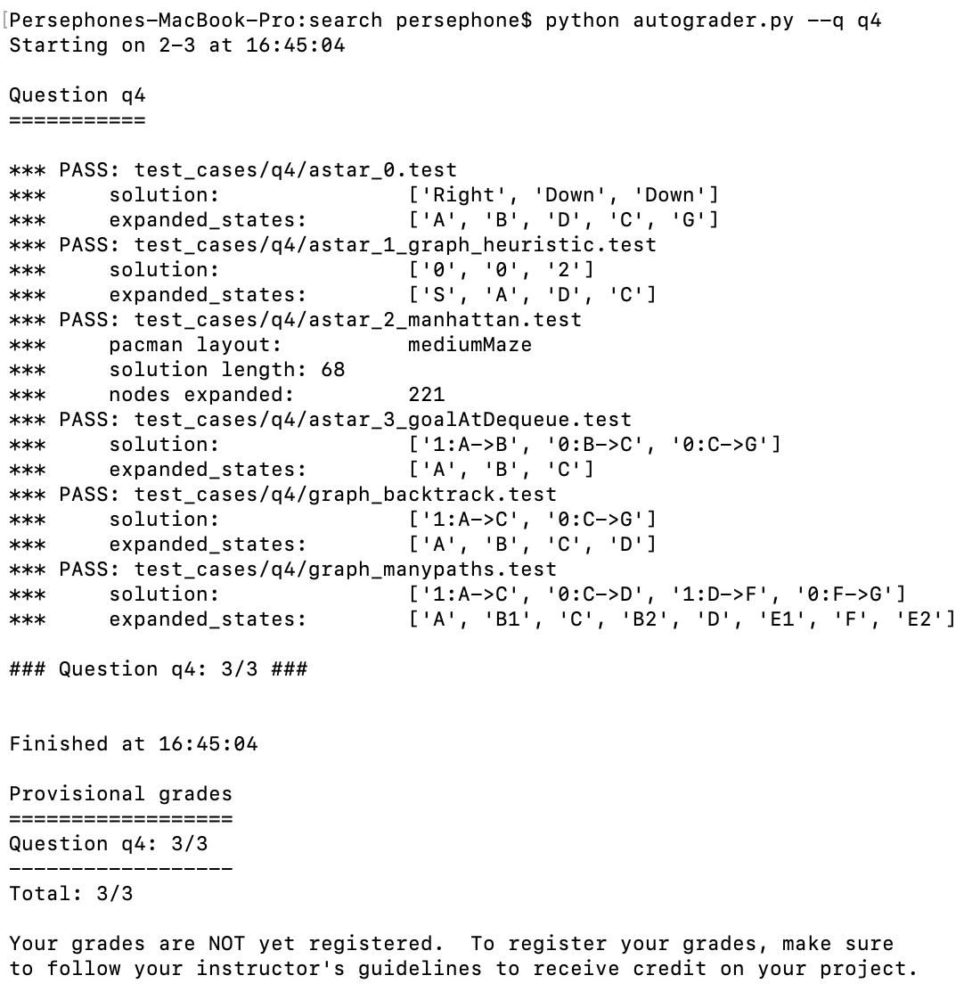 [Persephones-MacBook-Pro:search persephone$ python autograder.py --q q4
Starting on 2-3 at 16:45:04
Question q4
===========
*** PASS: test_cases/q4/astar_0.test
***     solution:               ['Right', 'Down', 'Down']
***     expanded_states:        ['A', 'B', 'D', 'C', 'G']
*** PASS: test_cases/q4/astar_1_graph_heuristic.test
***     solution:               ['0', '0', '2']
***     expanded_states:        ['S', 'A', 'D', 'C']
*** PASS: test_cases/q4/astar_2_manhattan.test
***     pacman layout:          mediumMaze
***     solution length: 68
***     nodes expanded:         221
*** PASS: test_cases/q4/astar_3_goalAtDequeue.test
***     solution:               ['1:A->B', '0:B->C', '0:C->G']
***     expanded_states:        ['A', 'B', 'C']
*** PASS: test_cases/q4/graph_backtrack.test
***     solution:               ['1:A->C', '0:C->G']
***     expanded_states:        ['A', 'B', 'C', 'D']
*** PASS: test_cases/q4/graph_manypaths.test
***     solution:               ['1:A->C', '0:C->D', '1:D->F', '0:F->G']
***     expanded_states:        ['A', 'B1', 'C', 'B2', 'D', 'E1', 'F', 'E2']
### Question q4: 3/3 ###
Finished at 16:45:04
Provisional grades
==================
Question q4: 3/3
------------------
Total: 3/3
Your grades are NOT yet registered.  To register your grades, make sure
to follow your instructor's guidelines to receive credit on your project.